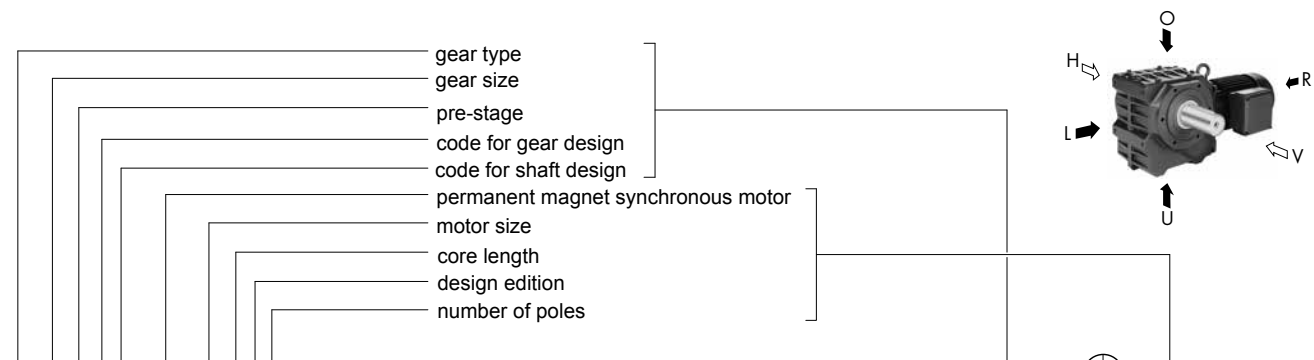 gear type
gear size
pre-stage
code for gear design
code for shaft design
permanent magnet synchronous motor
motor size
core length
design edition
number of poles
O
H
R
L
V
U